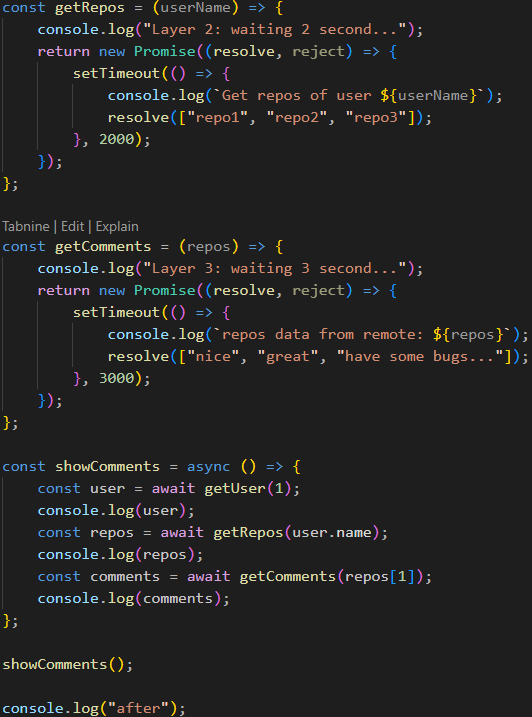 const getRepos = (userName) => {
    console.log("Layer 2: waiting 2 second...");
    return new Promise((resolve, reject) => {
        setTimeout(() => {
            console.log(`Get repos of user ${userName}`);
            resolve(["repo1", "repo2", "repo3"]);
        }, 2000);
    });
};
Tabnine | Edit | Explain
const getComments = (repos) => {
    console.log("Layer 3: waiting 3 second...");
    return new Promise((resolve, reject) => {
        setTimeout(() => {
            console.log(`repos data from remote: ${repos}`);
            resolve(["nice", "great", "have some bugs..."]);
        }, 3000);
    });
};
const showComments = async () => {
    const user = await getUser(1);
    console.log(user);
    const repos = await getRepos(user.name);
    console.log(repos);
    const comments = await getComments(repos[1]);
    console.log(comments);
};
showComments();
console.log("after");